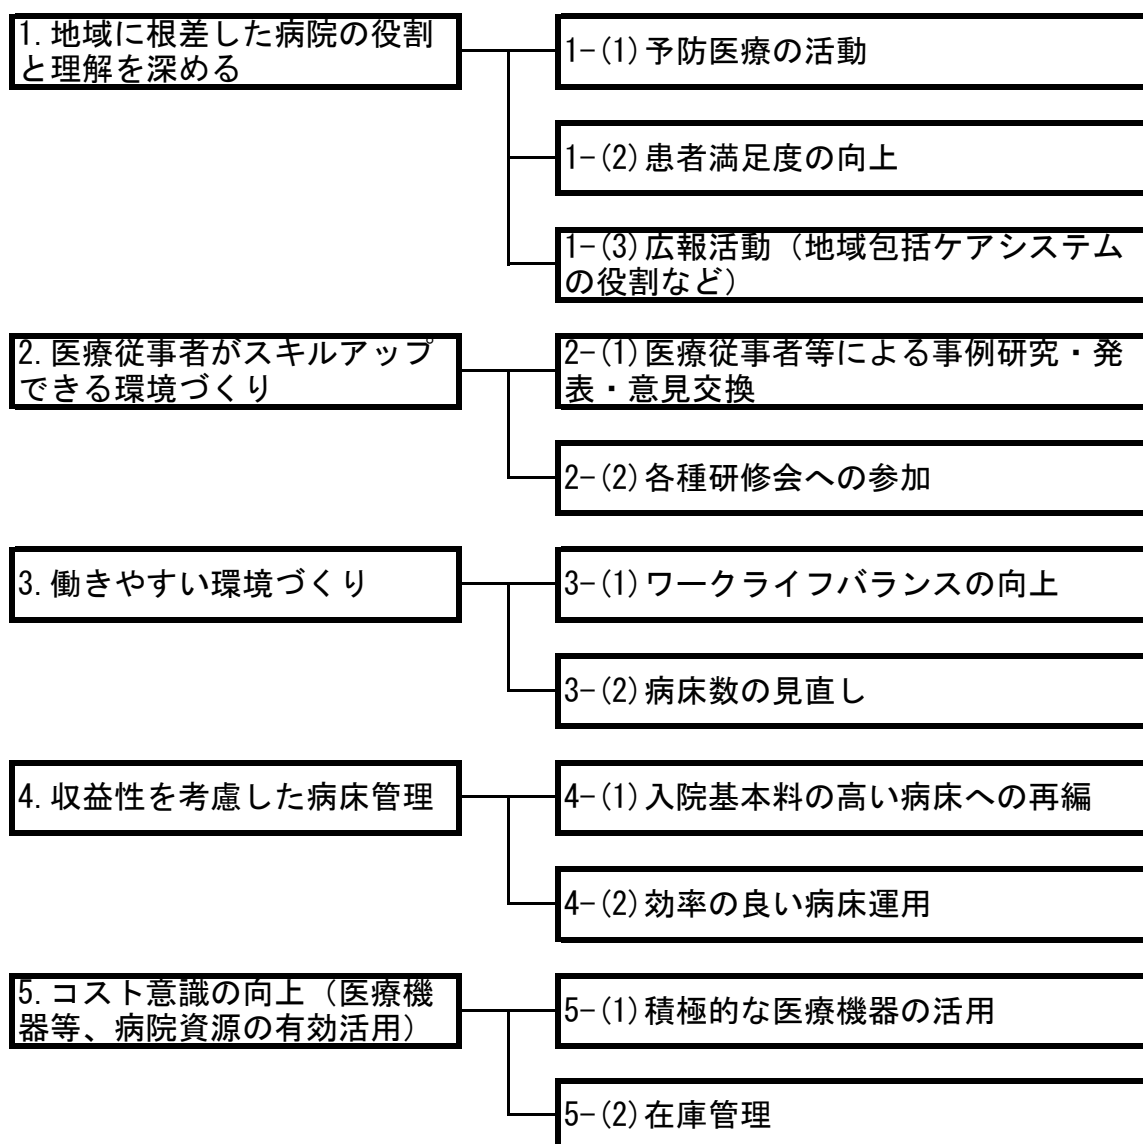 1.地域に根差した病院の役割
と理解を深める
1-(1)予防医療の活動
1-(2)患者満足度の向上
1-(3)広報活動（地域包括ケアシステム
の役割など）
2.医療従事者がスキルアップ
できる環境づくり
2-(1)医療従事者等による事例研究・発
表・意見交換
2-(2)各種研修会への参加
3.働きやすい環境づくり
3-(1)ワークライフバランスの向上
3-(2)病床数の見直し
4.収益性を考慮した病床管理
4-(1)入院基本料の高い病床への再編
4-(2)効率の良い病床運用
5.コスト意識の向上（医療機
器等、病院資源の有効活用）
5-(1)積極的な医療機器の活用
5-(2)在庫管理